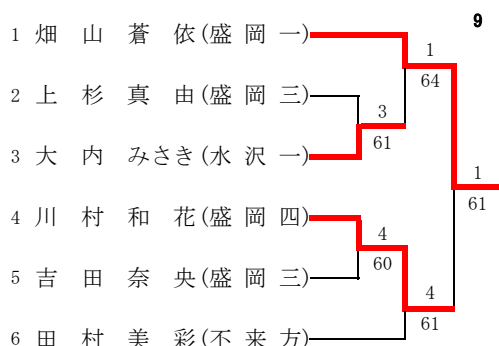 9
1 畑 山 蒼 依(盛 岡 一)
1
64
2 上 杉 真 由(盛 岡 三)
3
61
3 大 内 みさき(水 沢 一)
1
61
4 川 村 和 花(盛 岡 四)
4
60
5 吉 田 奈 央(盛 岡 三)
4
61
6 田 村 美 彩(不 来 方)